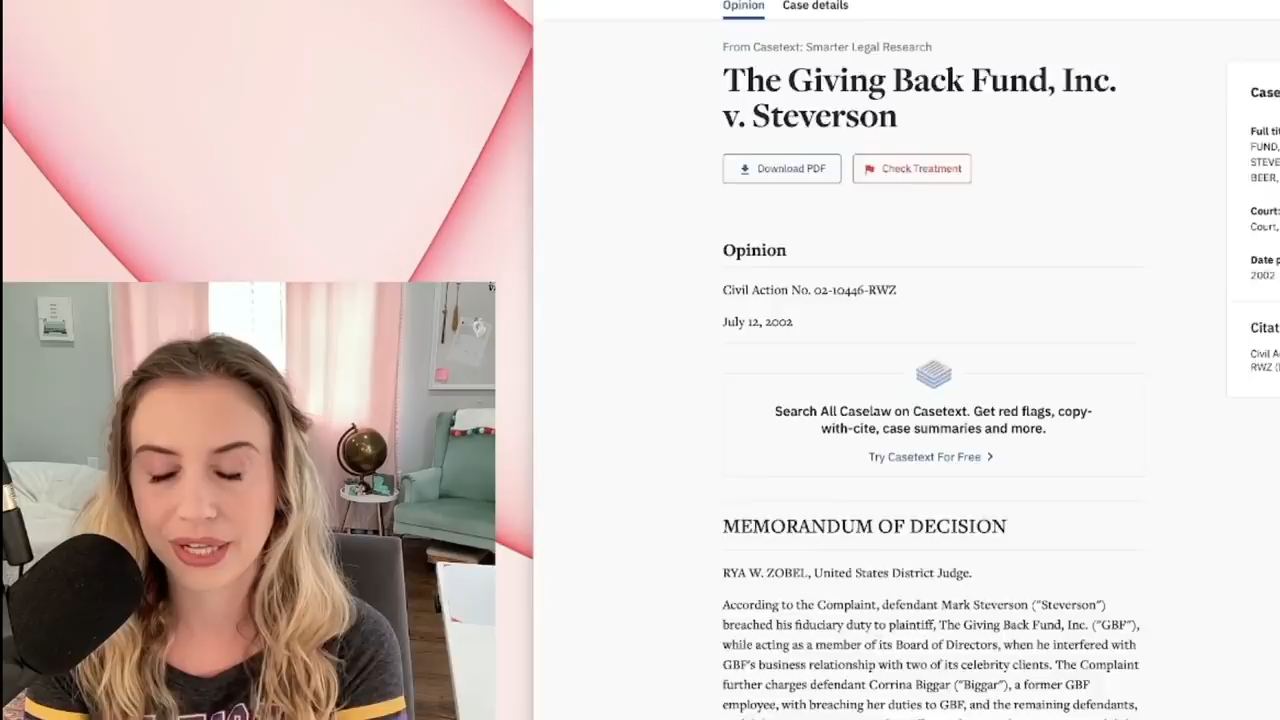 Opinion Case details
From Casetext: Smarter Legal Research
The Giving Back Fund, Inc.
v. Steverson
Download PDF Check Treatment
Opinion
Civil Action No. 02-10446-RWZ
July 12, 2002
Search All Caselaw on Casetext. Get red flags, copy-
with-cite, case summaries and more.
Try Casetext For Free >
MEMORANDUM OF DECISION
RYA W. ZOBEL, United States District Judge.
According to the Complaint, defendant Mark Steverson ("Steverson")
breached his fiduciary duty to plaintiff, The Giving Back Fund, Inc. ("GBF"),
while acting as a member of its Board of Directors, when he interfered with
GBF's business relationship with two of its celebrity clients. The Complaint
further charges defendant Corrina Biggar ("Biggar"), a former GBF
employee, with breaching her duties to GBF, and the remaining defendants,
Case
Full ti
FUND,
STEVE
BEER,
Court:
Court,
Date p
2002
Citat
Civil A
RWZ (